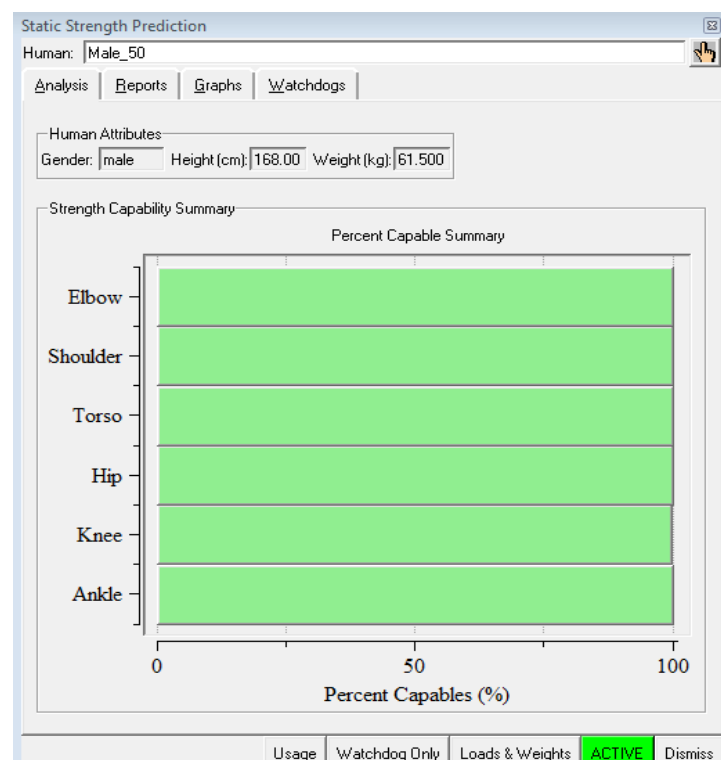 Static Strength Prediction
Human: Male_50
Analysis Reports Graphs Watchdogs
Human Attributes
Gender: male Height (cm): 168.00 Weight (kg): 61.500
Strength Capability Summary
Percent Capable Summary
Elbow
Shoulder
Torso
Hip
Knee
Ankle
0 50 100
Percent Capables (%)
Usage Watchdog Only Loads & Weights ACTIVE Dismiss